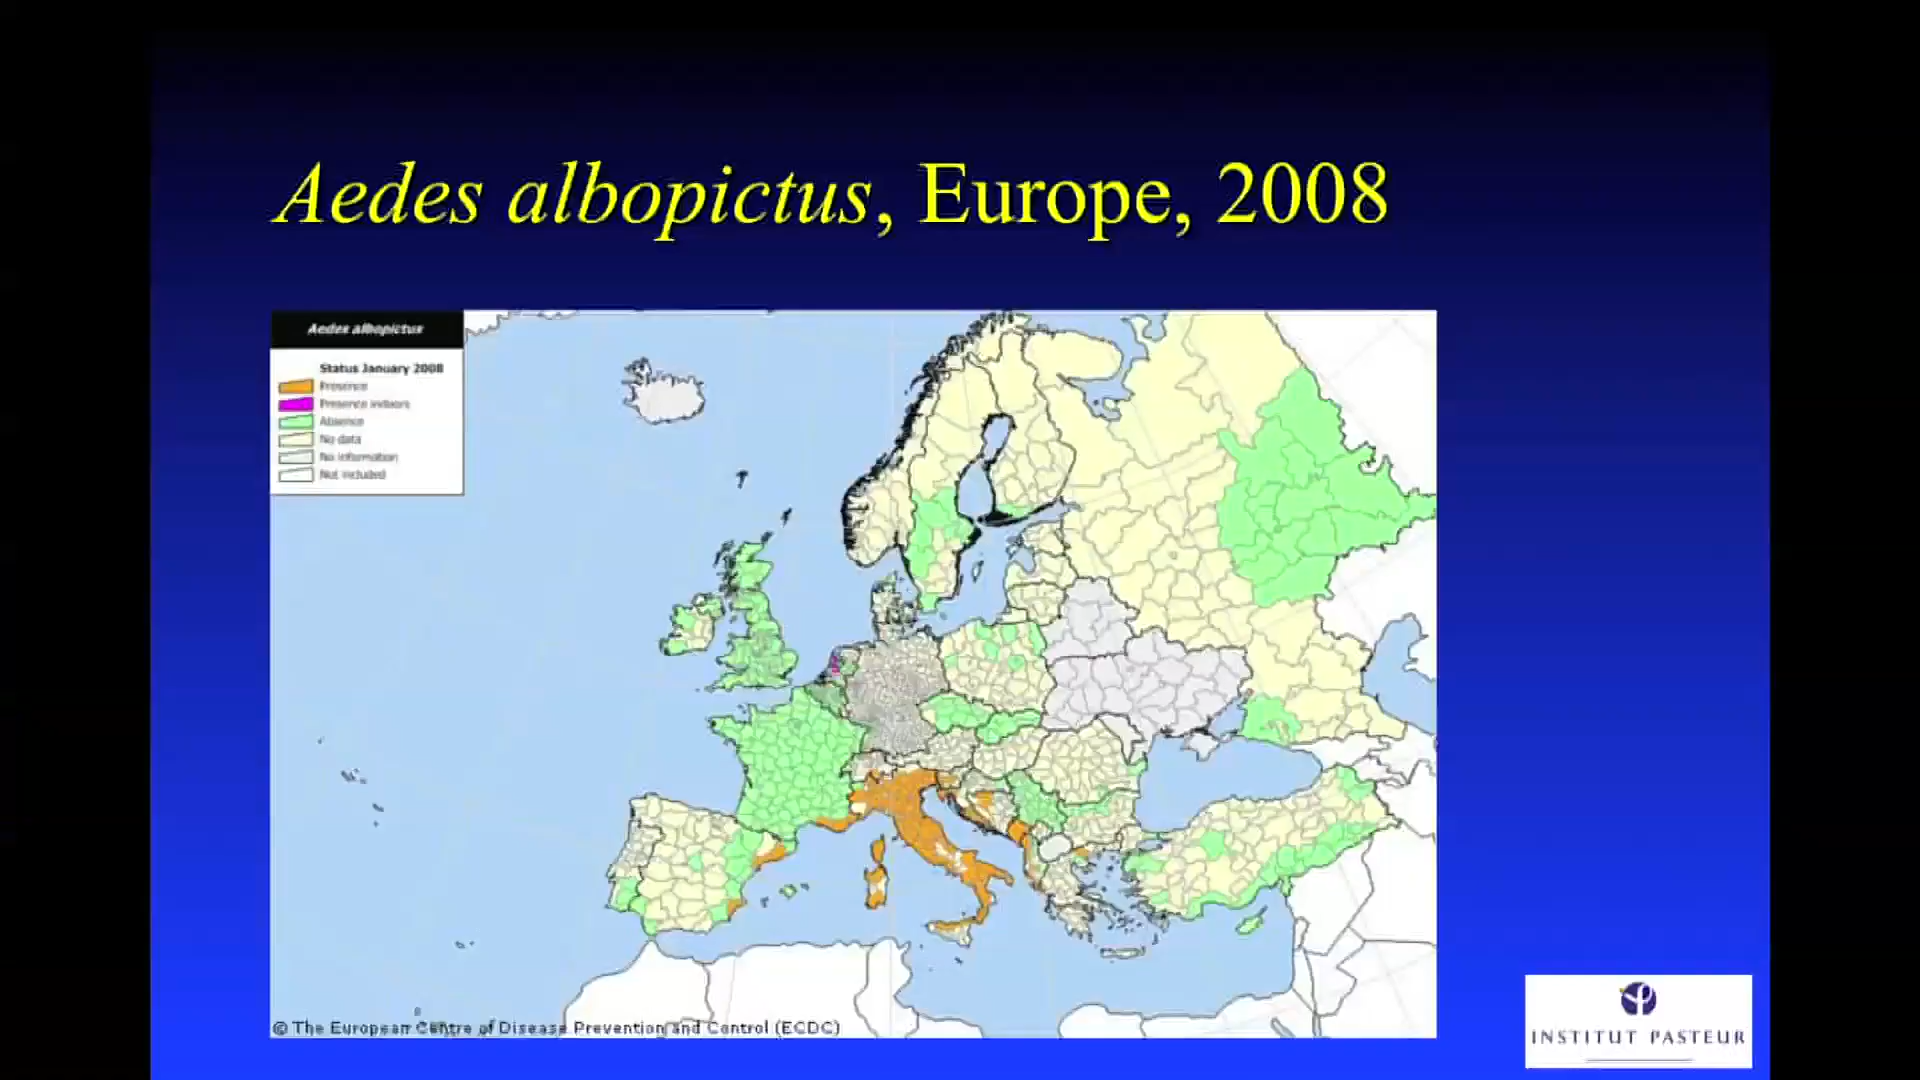 Aedes albopictus, Europe, 2008
Aedes albopictus
Status January 2008
Presence
Presence indoors
Absence
No data
No information
Not included
© The European Centre of Disease Prevention and Control (ECDC)
INSTITUT PASTEUR